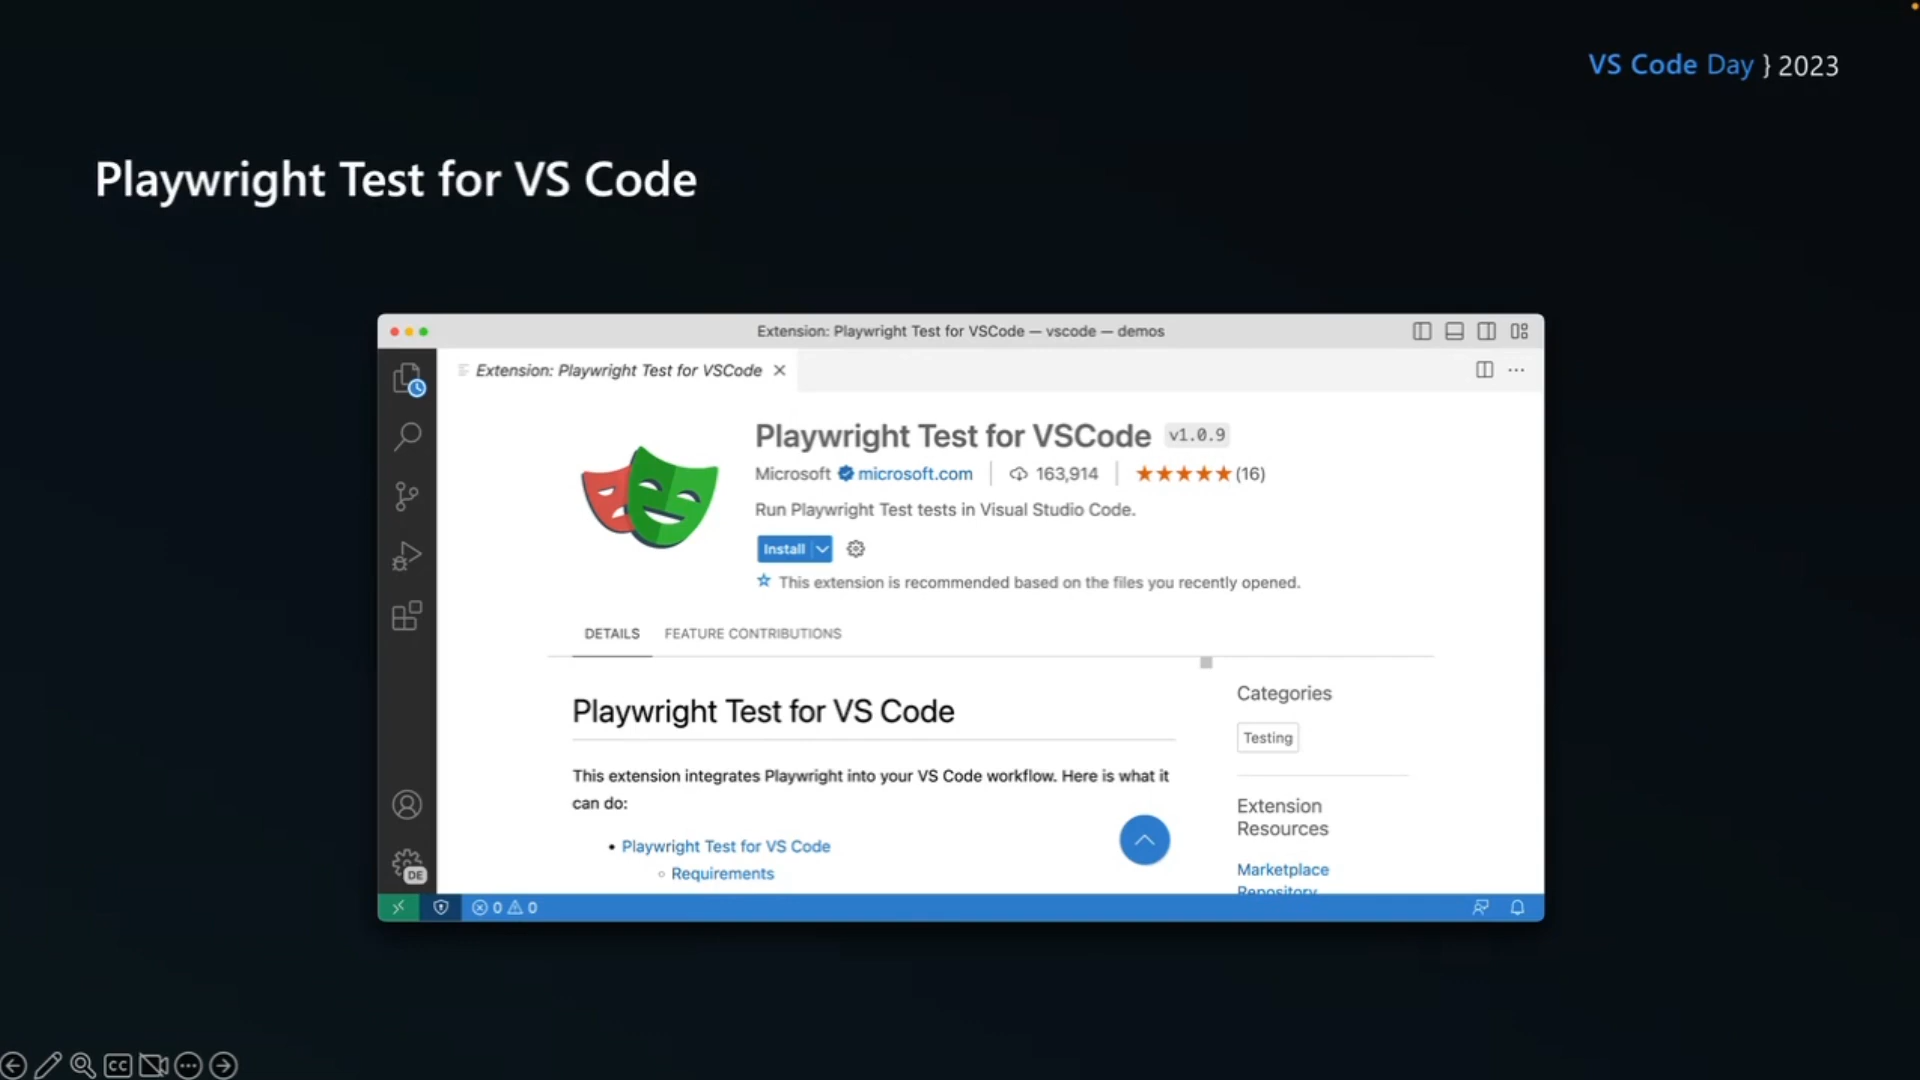 VS Code Day } 2023
Playwright Test for VS Code
Extension: Playwright Test for VSCode — vscode — demos
Extension: Playwright Test for VSCode
Playwright Test for VSCode v1.0.9
Microsoft microsoft.com 163,914 ★★★★★(16)
Run Playwright Test tests in Visual Studio Code.
Install
This extension is recommended based on the files you recently opened.
DETAILS FEATURE CONTRIBUTIONS
Playwright Test for VS Code
This extension integrates Playwright into your VS Code workflow. Here is what it
can do:
• Playwright Test for VS Code
◦ Requirements
Categories
Testing
Extension
Resources
Marketplace
Repository
DE
0 0
CC